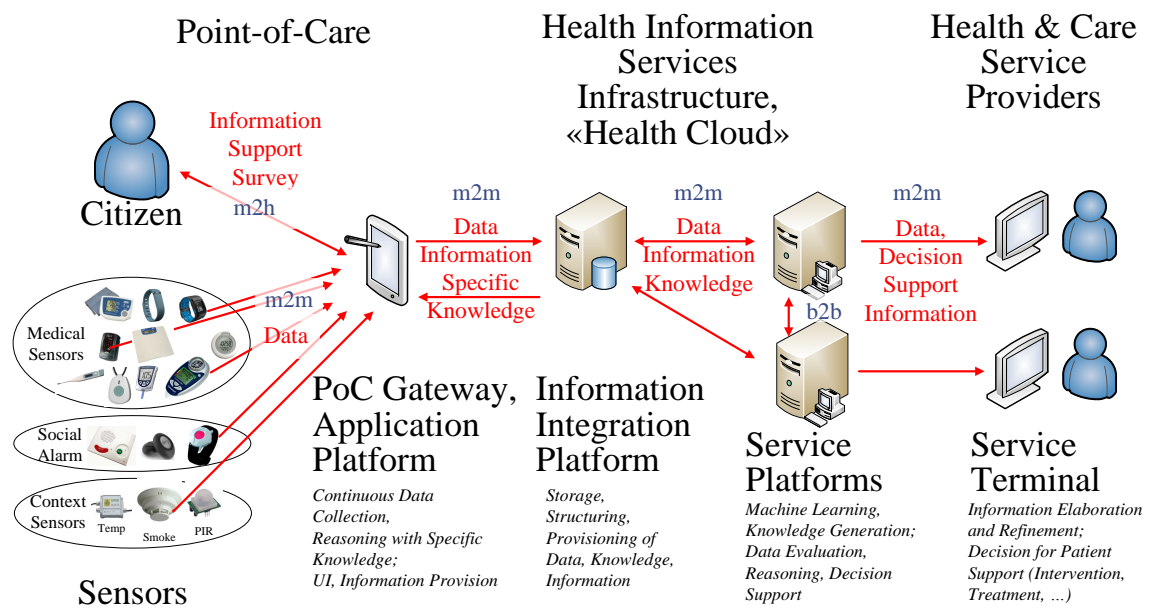 Point-of-Care
Health Information
Services
Infrastructure,
«Health Cloud»
Health & Care
Service
Providers
Information
Support
Survey
m2h
Citizen
m2m
Data
Information
Specific
Knowledge
m2m
Data
Information
Knowledge
m2m
Data,
Decision
Support
Information
b2b
Medical
Sensors
m2m
Data
Social
Alarm
Context
Sensors
Temp
Smoke
PIR
Sensors
PoC Gateway,
Application
Platform
Continuous Data
Collection,
Reasoning with Specific
Knowledge;
UI, Information Provision
Information
Integration
Platform
Storage,
Structuring,
Provisioning of
Data, Knowledge,
Information
Service
Platforms
Machine Learning,
Knowledge Generation;
Data Evaluation,
Reasoning, Decision
Support
Service
Terminal
Information Elaboration
and Refinement;
Decision for Patient
Support (Intervention,
Treatment, …)